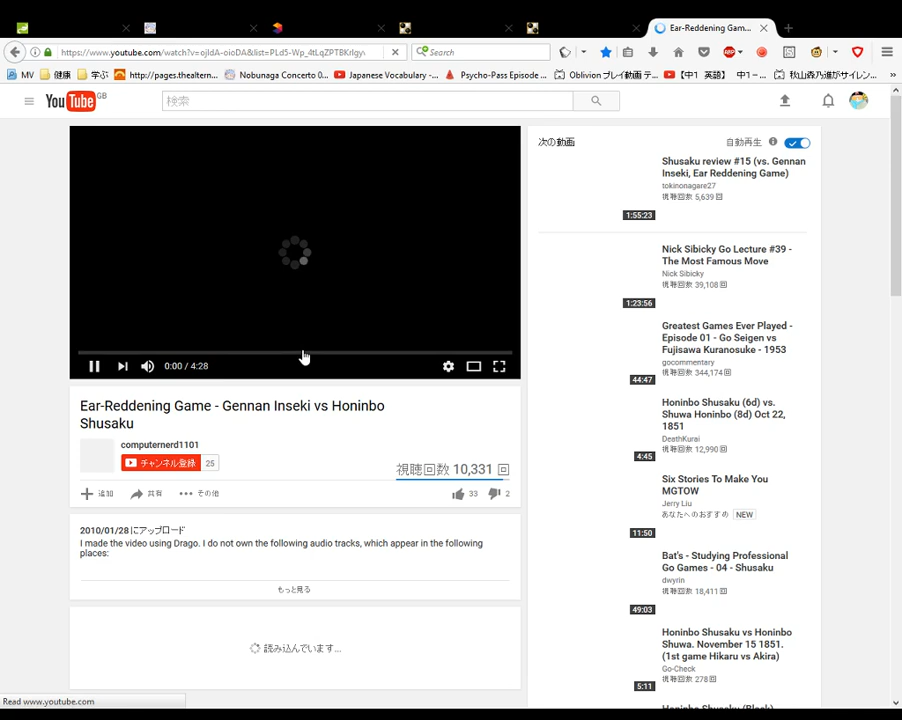 Ear-Reddening Gam...
https://www.youtube.com/watch?v=ojIdA-oioDA&list=PLd5-Wp_4tLqZPTBKrIgyv
Search
MV
健康
学ぶ
http://pages.thealtern...
Nobunaga Concerto 0...
Japanese Vocabulary -...
Psycho-Pass Episode ...
Oblivion プレイ動画 テ...
【中1 英語】 中1－...
秋山森乃進がサイレン...
YouTube GB
検索
0:00 / 4:28
Ear-Reddening Game - Gennan Inseki vs Honinbo
Shusaku
computernerd1101
チャンネル登録 25
視聴回数 10,331 回
追加 共有 その他 33 2
2010/01/28 にアップロード
I made the video using Drago. I do not own the following audio tracks, which appear in the following
places:
もっと見る
読み込んでいます...
次の動画
自動再生
Shusaku review #15 (vs. Gennan
Inseki, Ear Reddening Game)
tokinonagare27
視聴回数 5,639 回
1:55:23
Nick Sibicky Go Lecture #39 -
The Most Famous Move
Nick Sibicky
視聴回数 39,108 回
1:23:56
Greatest Games Ever Played -
Episode 01 - Go Seigen vs
Fujisawa Kuranosuke - 1953
gocommentary
視聴回数 344,174 回
44:47
Honinbo Shusaku (6d) vs.
Shuwa Honinbo (8d) Oct 22,
1851
DeathKurai
視聴回数 12,990 回
4:45
Six Stories To Make You
MGTOW
Jerry Liu
あなたへのおすすめ NEW
11:50
Bat's - Studying Professional
Go Games - 04 - Shusaku
dwyrin
視聴回数 18,411 回
49:03
Honinbo Shusaku vs Honinbo
Shuwa. November 15 1851.
(1st game Hikaru vs Akira)
Go-Check
視聴回数 278 回
5:11
Honinbo Shusaku (Black)
Read www.youtube.com